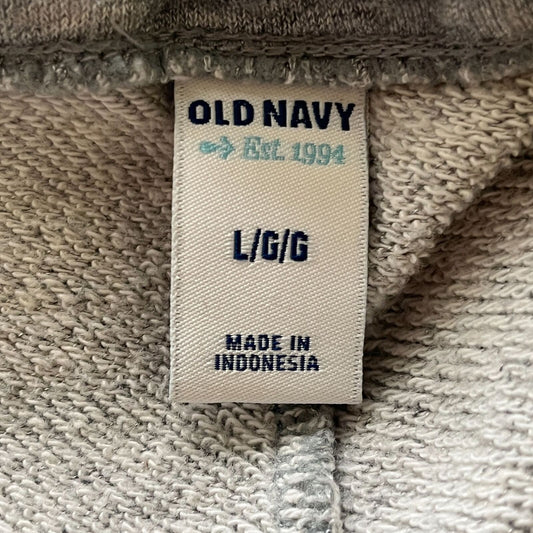 OLD NAVY
Est. 1994
L/G/G
MADE IN
INDONESIA